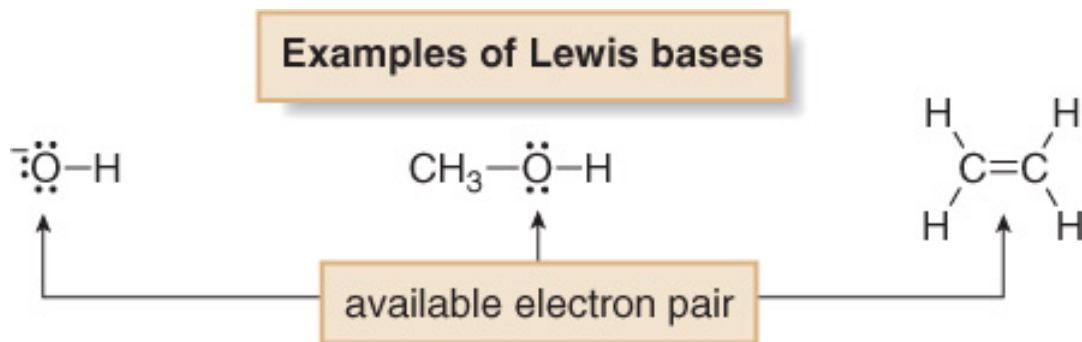 Examples of Lewis bases
H H
⁻:Ö–H CH₃–Ö–H C=C
H H
available electron pair